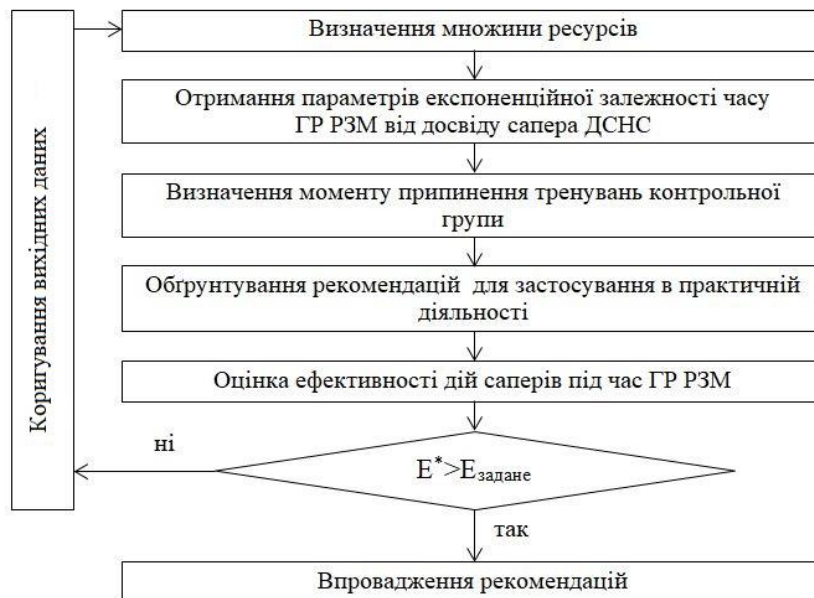 Визначення множини ресурсів
Отримання параметрів експоненційної залежності часу
ГР РЗМ від досвіду сапера ДСНС
Визначення моменту припинення тренувань контрольної
групи
Обґрунтування рекомендацій для застосування в практичній
діяльності
Оцінка ефективності дій саперів під час ГР РЗМ
Коригування вихідних даних
ні
E*>Eзадане
так
Впровадження рекомендацій